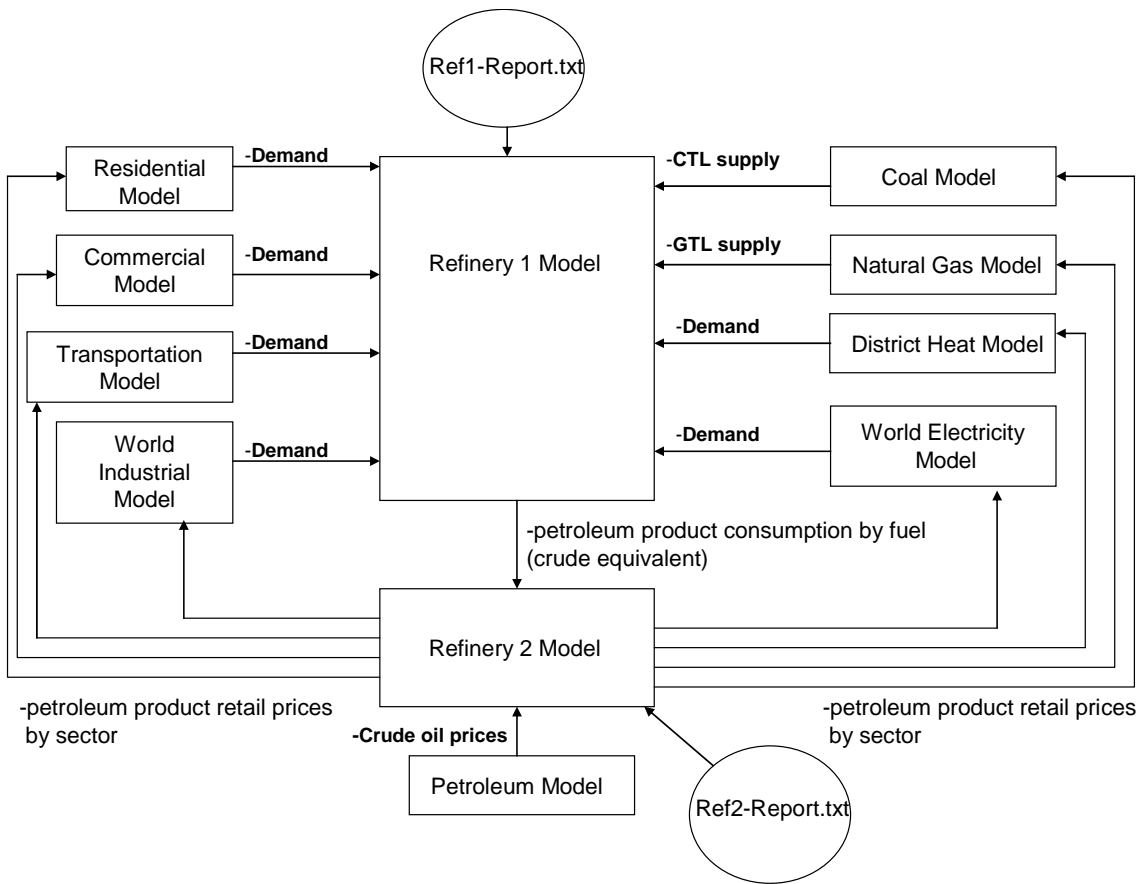 Ref1-Report.txt
Residential
Model
-Demand
-CTL supply
Coal Model
Commercial
Model
-Demand
Refinery 1 Model
-GTL supply
Natural Gas Model
Transportation
Model
-Demand
-Demand
District Heat Model
World
Industrial
Model
-Demand
-Demand
World Electricity
Model
-petroleum product consumption by fuel
(crude equivalent)
Refinery 2 Model
-petroleum product retail prices
by sector
-petroleum product retail prices
by sector
-Crude oil prices
Petroleum Model
Ref2-Report.txt